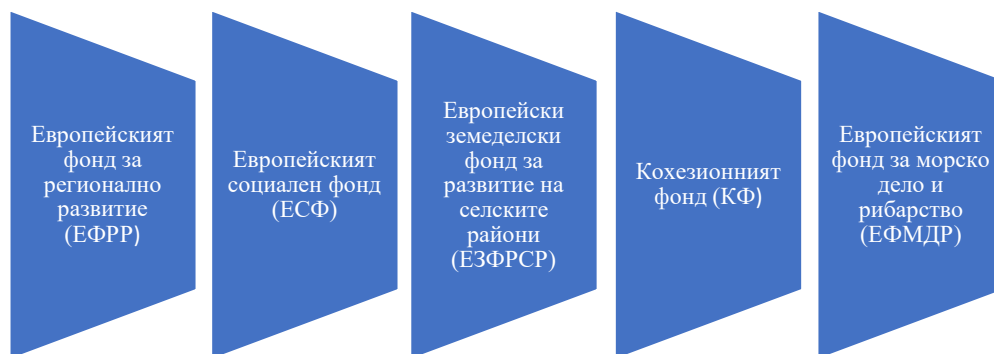 Европейският
фонд за
регионално
развитие
(ЕФРР)
Европейският
социален фонд
(ЕСФ)
Европейски
земеделски
фонд за
развитие на
селските
райони
(ЕЗФРСР)
Кохезионният
фонд (КФ)
Европейският
фонд за морско
дело и
рибарство
(ЕФМДР)